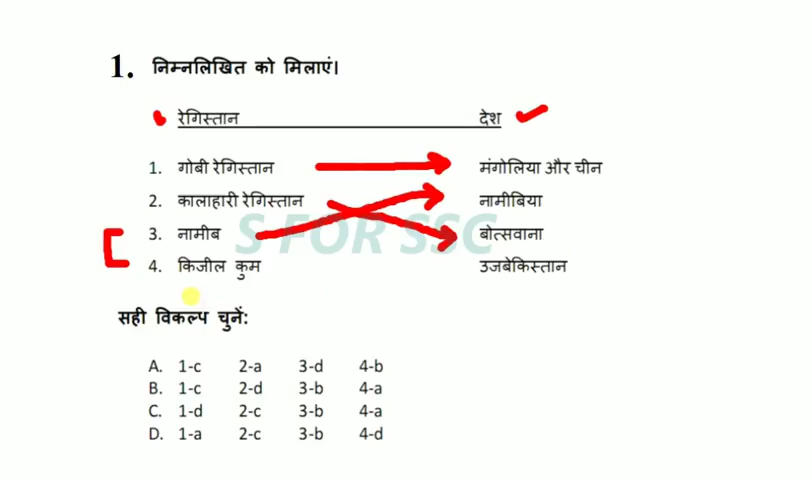 1. निम्नलिखित को मिलाएं।
रेगिस्तान देश
1. गोबी रेगिस्तान मंगोलिया और चीन
2. कालाहारी रेगिस्तान नामीबिया
3. नामीब बोत्सवाना
S FOR SSC
4. किजील कुम उजबेकिस्तान
सही विकल्प चुनें:
A. 1-c 2-a 3-d 4-b
B. 1-c 2-d 3-b 4-a
C. 1-d 2-c 3-b 4-a
D. 1-a 2-c 3-b 4-d